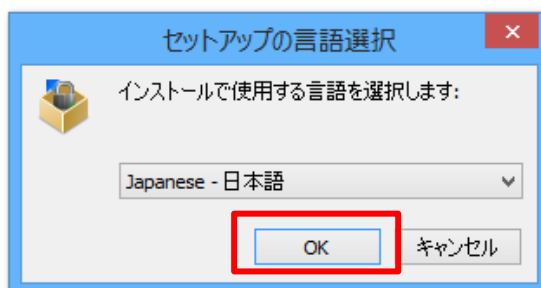 セットアップの言語選択
インストールで使用する言語を選択します:
Japanese - 日本語
OK キャンセル